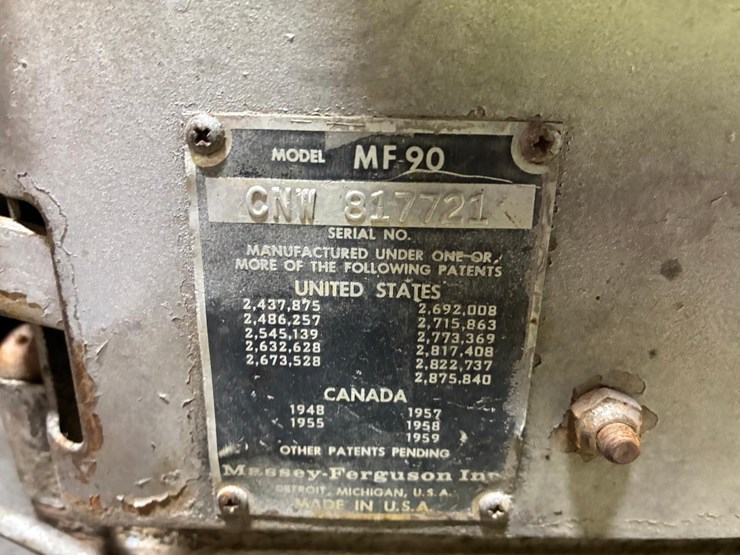 MODEL MF-90
CNW 817721
SERIAL NO.
MANUFACTURED UNDER ONE OR
MORE OF THE FOLLOWING PATENTS
UNITED STATES
2,437,875 2,692,008
2,486,257 2,715,863
2,545,139 2,773,369
2,632,628 2,817,408
2,673,528 2,822,737
2,875,840
CANADA
1948 1957
1955 1958
1959
OTHER PATENTS PENDING
Massey-Ferguson Inc
DETROIT, MICHIGAN, U.S.A.
MADE IN U.S.A.